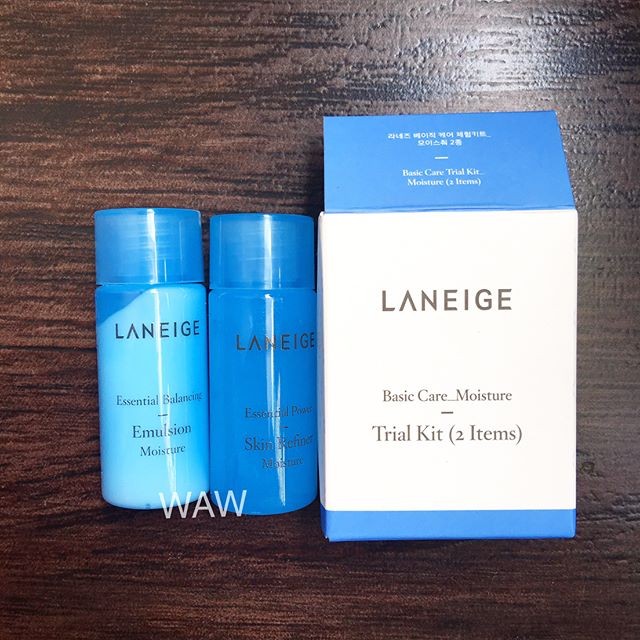 LANEIGE
Essential Balancing
Emulsion
Moisture
LANEIGE
Essential Power
Skin Refiner
Moisture
라네즈 베이직 케어 체험키트_
모이스춰 2종
Basic Care Trial Kit_
Moisture (2 Items)
LANEIGE
Basic Care_Moisture
Trial Kit (2 Items)
WAW